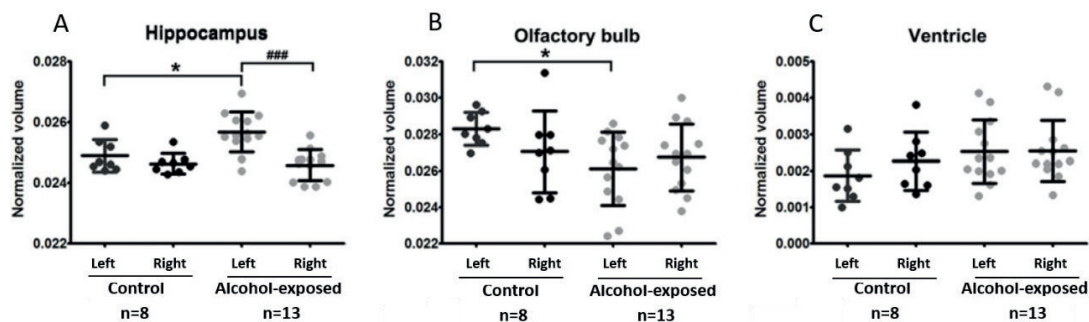 A
Hippocampus
Normalized volume
0.028
0.026
0.024
0.022
*
###
Left Right Left Right
Control Alcohol-exposed
n=8 n=13
B
Olfactory bulb
Normalized volume
0.032
0.030
0.028
0.026
0.024
0.022
*
Left Right Left Right
Control Alcohol-exposed
n=8 n=13
C
Ventricle
Normalized volume
0.005
0.004
0.003
0.002
0.001
0.000
Left Right Left Right
Control Alcohol-exposed
n=8 n=13